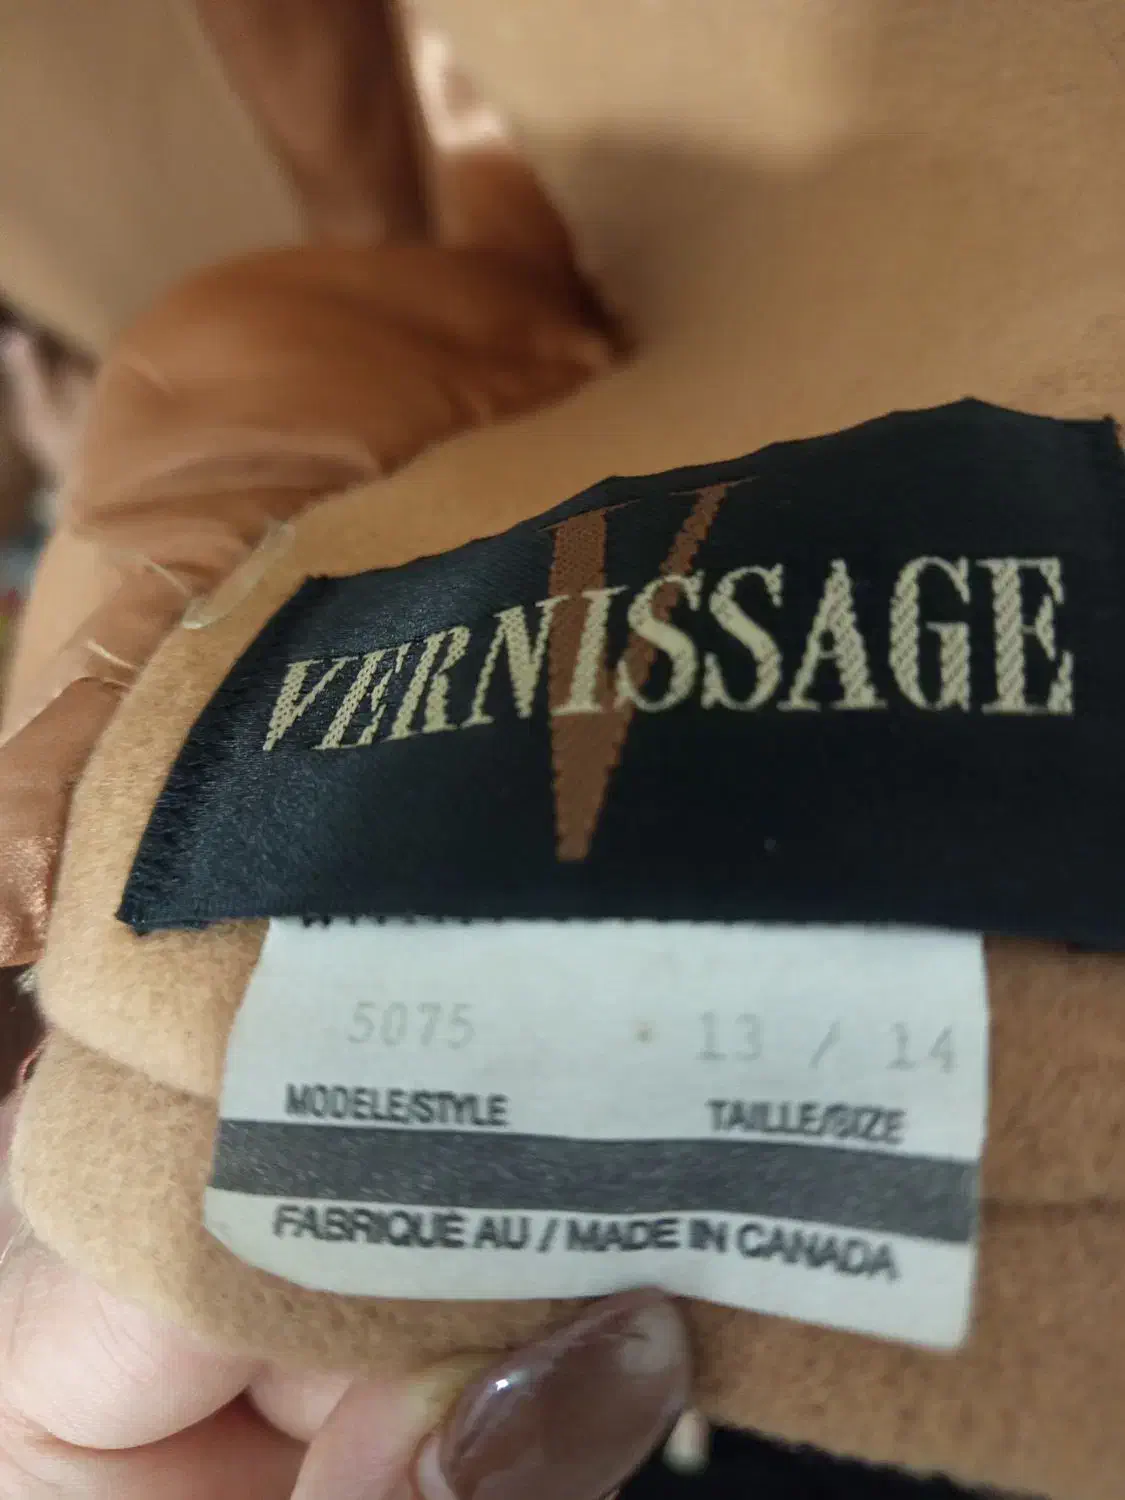 V
VERNISSAGE
5075 13 / 14
MODELE/STYLE TAILLE/SIZE
FABRIQUÉ AU / MADE IN CANADA